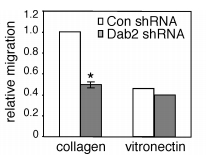 1.2
Con shRNA
Dab2 shRNA
1.0
0.8
0.6
0.4
0.2
0
relative migration
*
collagen vitronectin